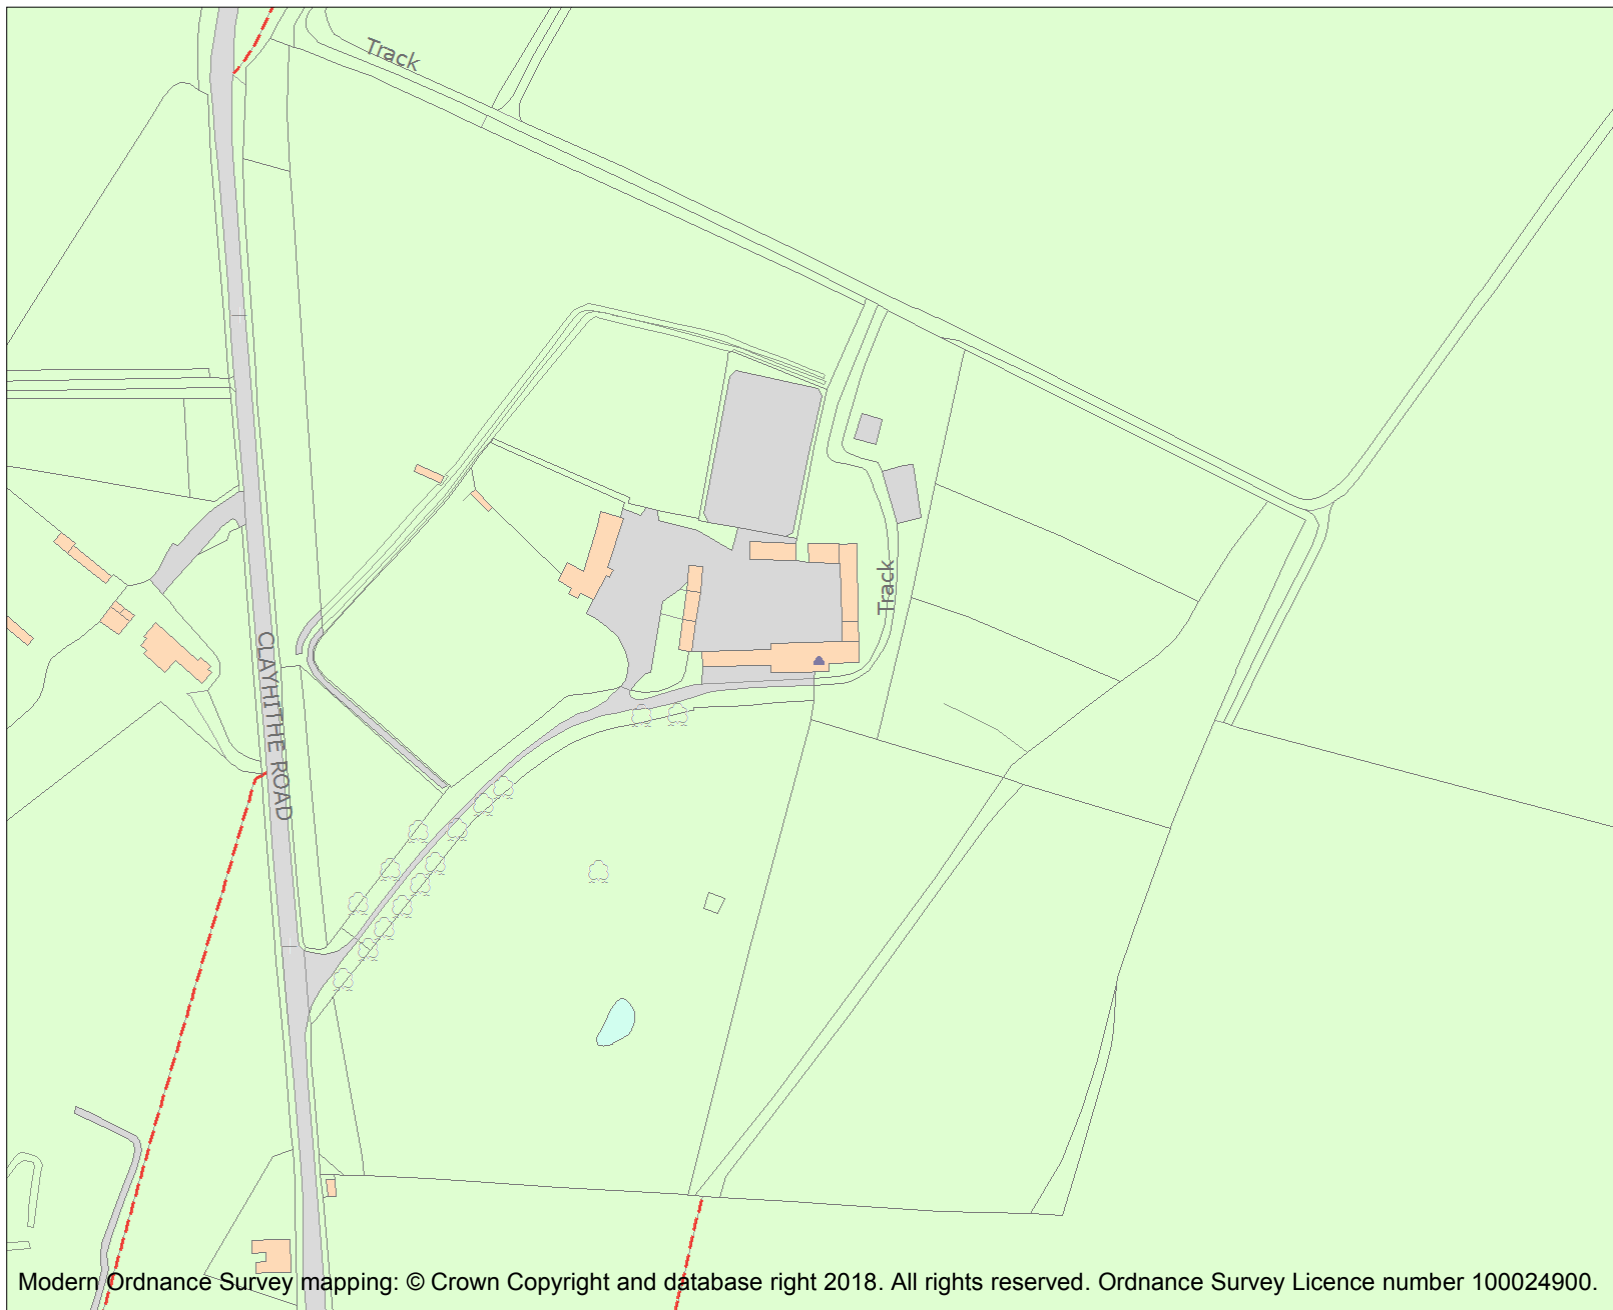 Track
Track
CLAYHITHE ROAD
Modern Ordnance Survey mapping: © Crown Copyright and database right 2018. All rights reserved. Ordnance Survey Licence number 100024900.